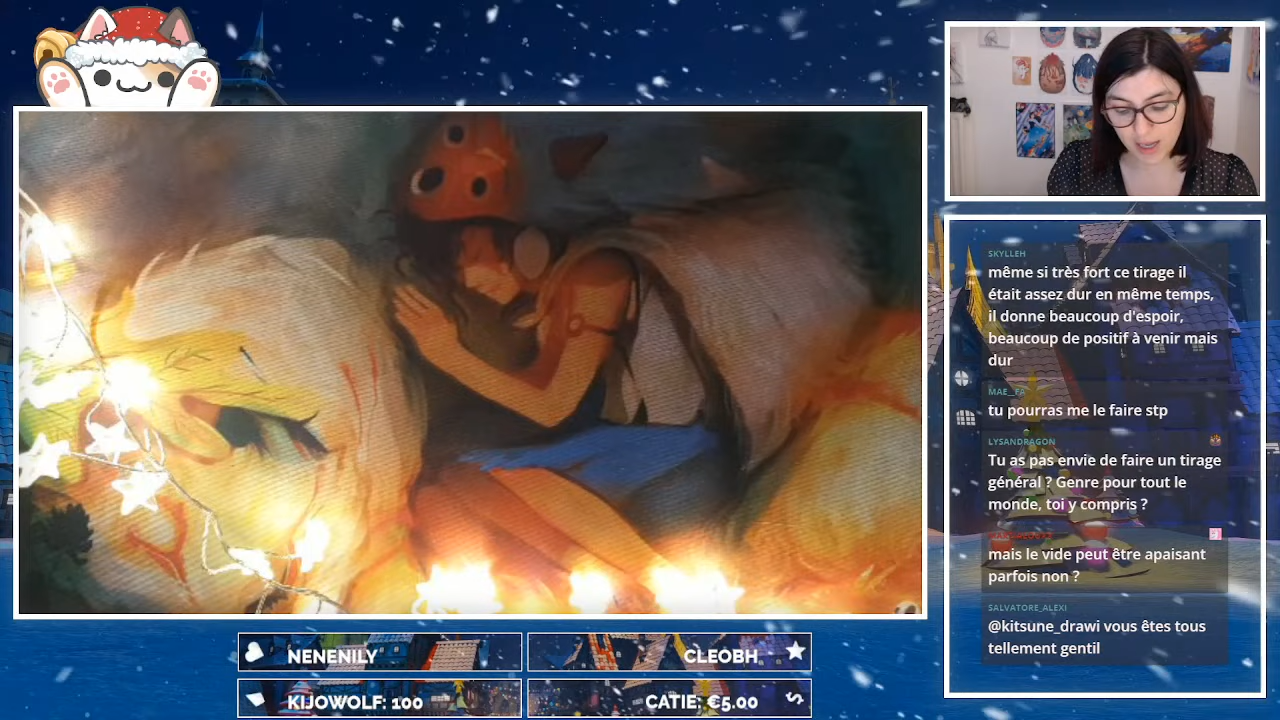 SKYLLEH
même si très fort ce tirage il
était assez dur en même temps,
il donne beaucoup d'espoir,
beaucoup de positif à venir mais
dur
MAE_FA
tu pourras me le faire stp
LYSANDRAGON
Tu as pas envie de faire un tirage
général ? Genre pour tout le
monde, toi y compris ?
mais le vide peut être apaisant
parfois non ?
SALVATORE_ALEXI
@kitsune_drawi vous êtes tous
tellement gentil
NENENILY
CLEOBH
KIJOWOLF: 100
CATIE: €5.00